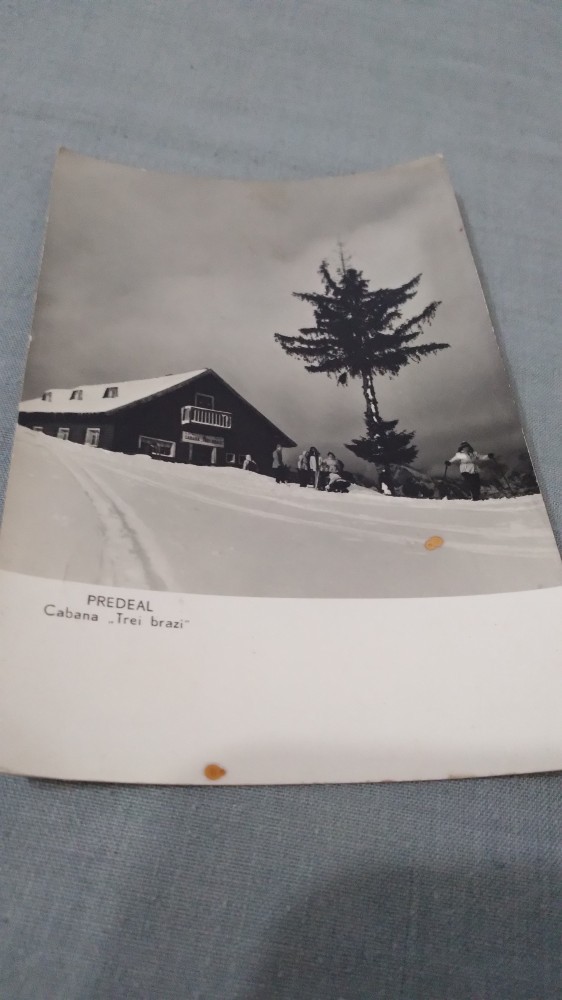 PREDEAL
Cabana „Trei brazi”